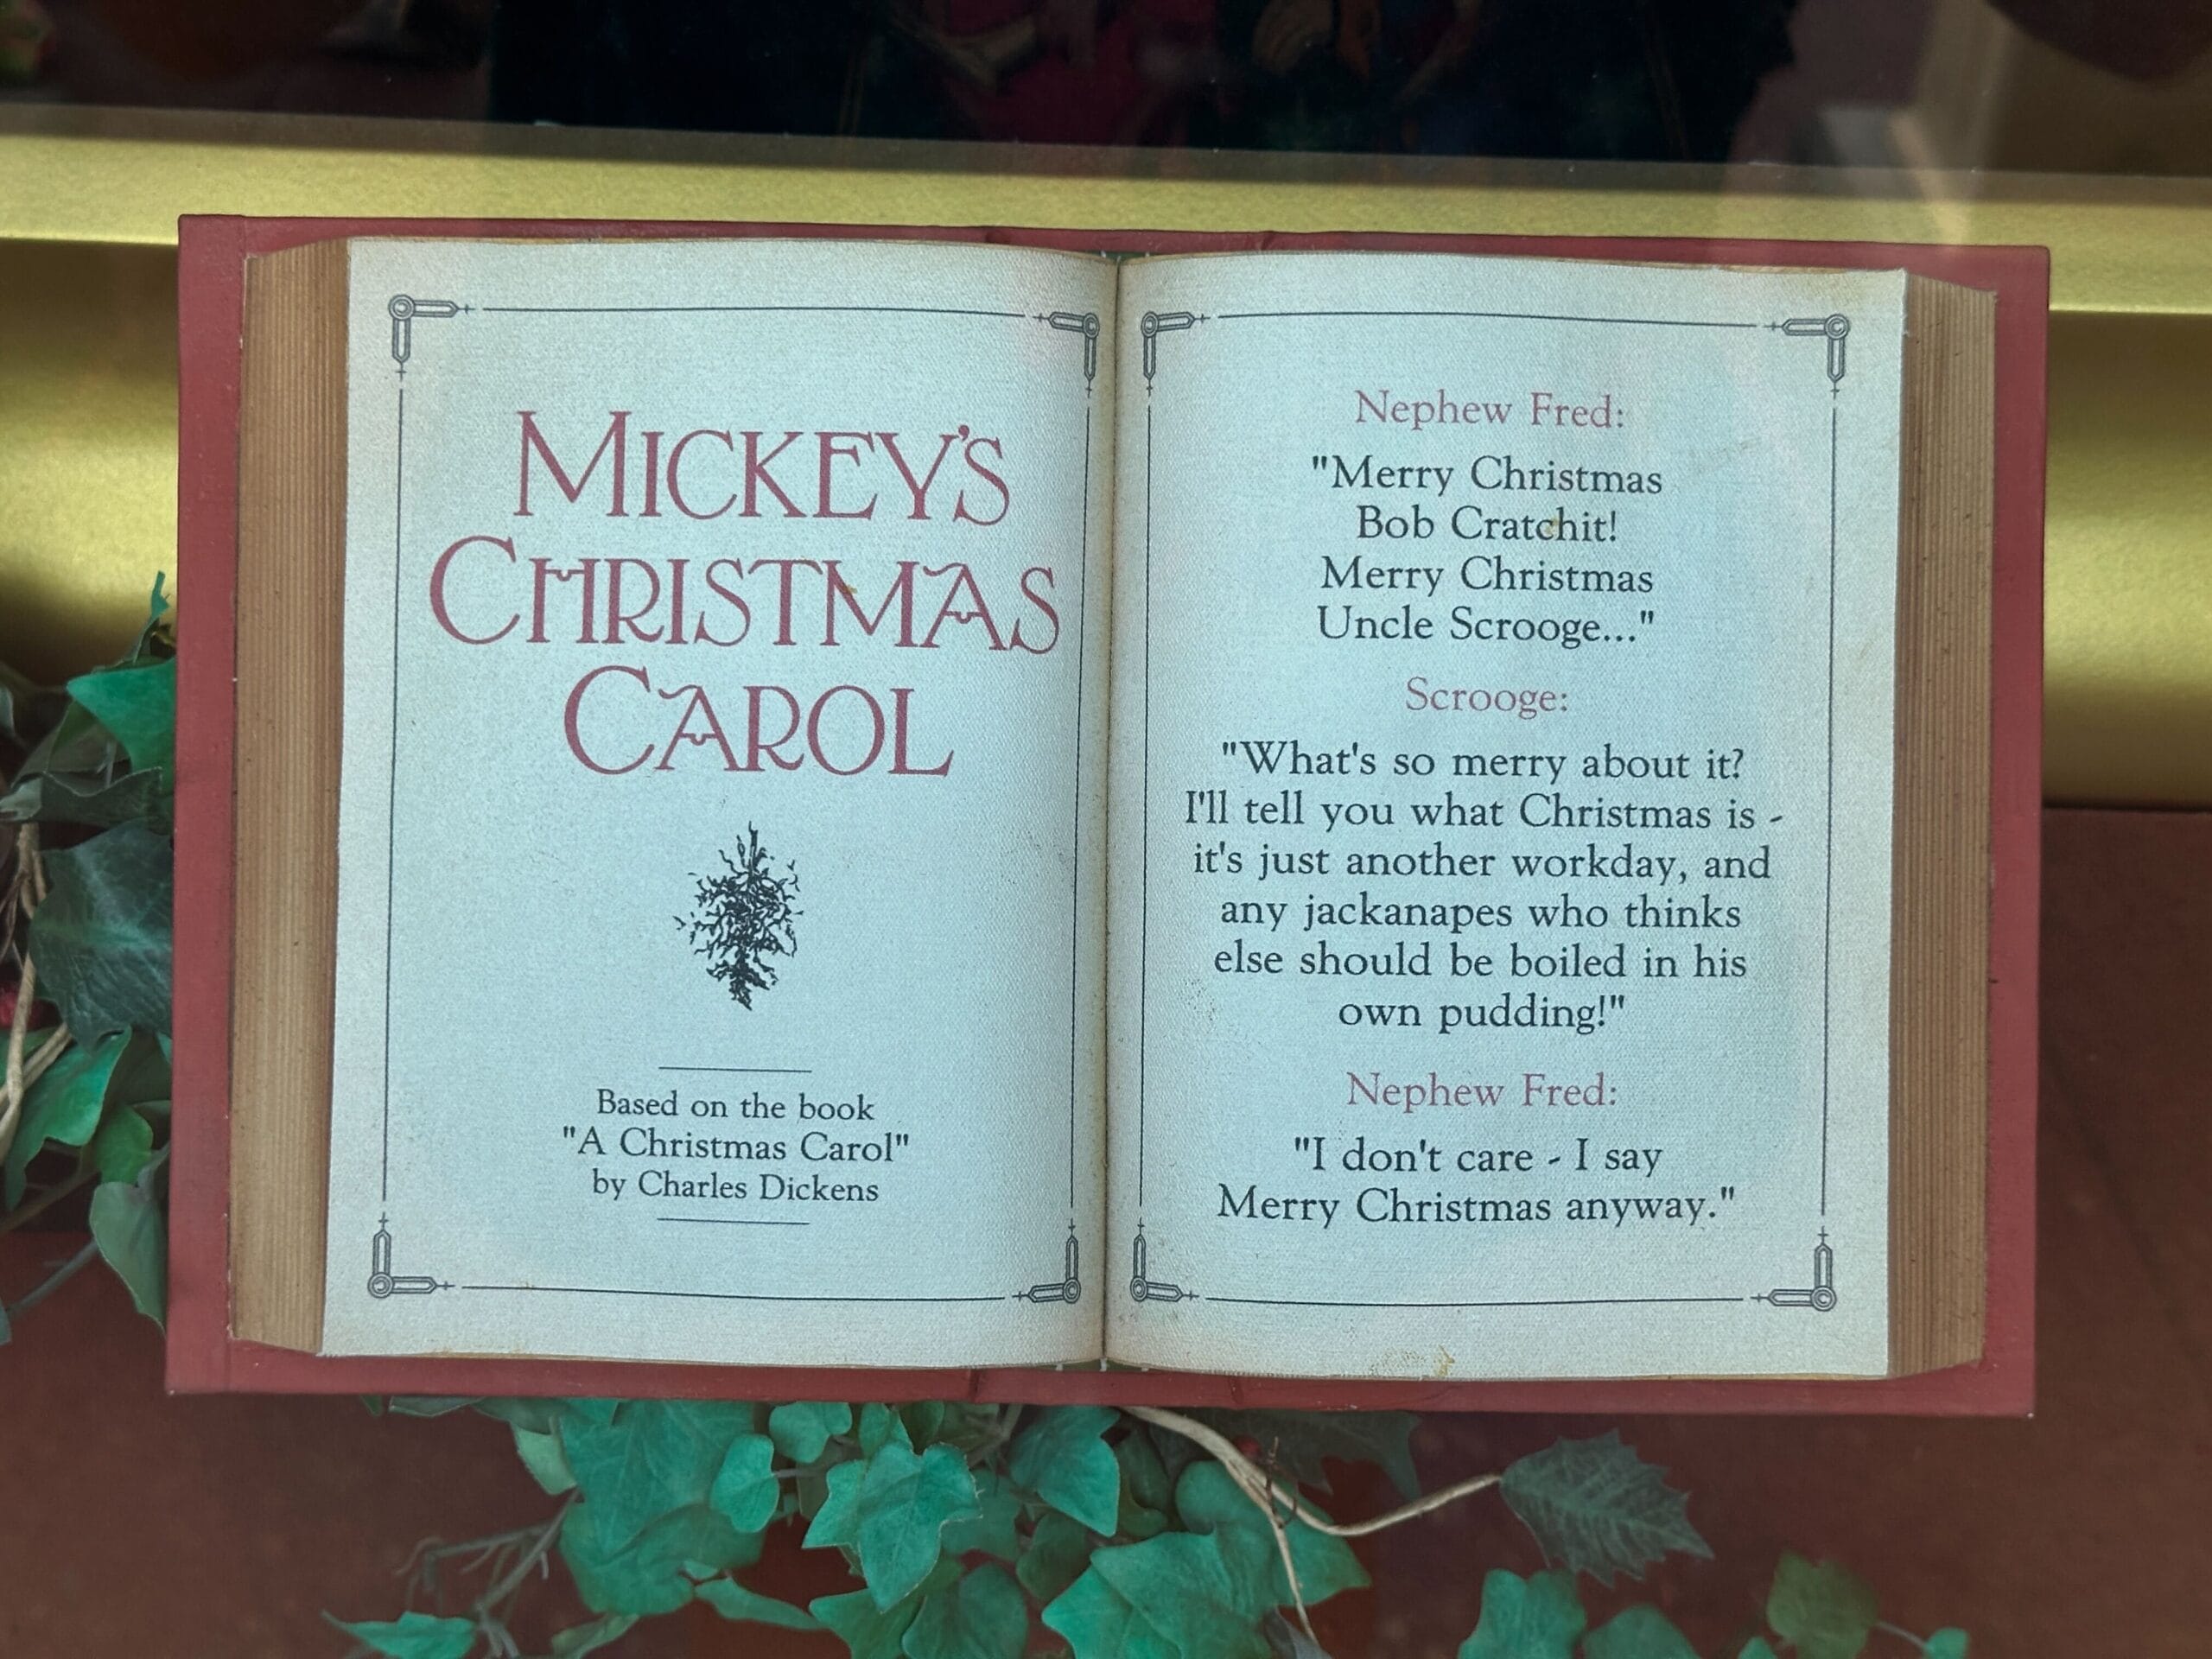 MICKEY'S
CHRISTMAS
CAROL
Based on the book
"A Christmas Carol"
by Charles Dickens
Nephew Fred:
"Merry Christmas
Bob Cratchit!
Merry Christmas
Uncle Scrooge..."
Scrooge:
"What's so merry about it?
I'll tell you what Christmas is -
it's just another workday, and
any jackanapes who thinks
else should be boiled in his
own pudding!"
Nephew Fred:
"I don't care - I say
Merry Christmas anyway."